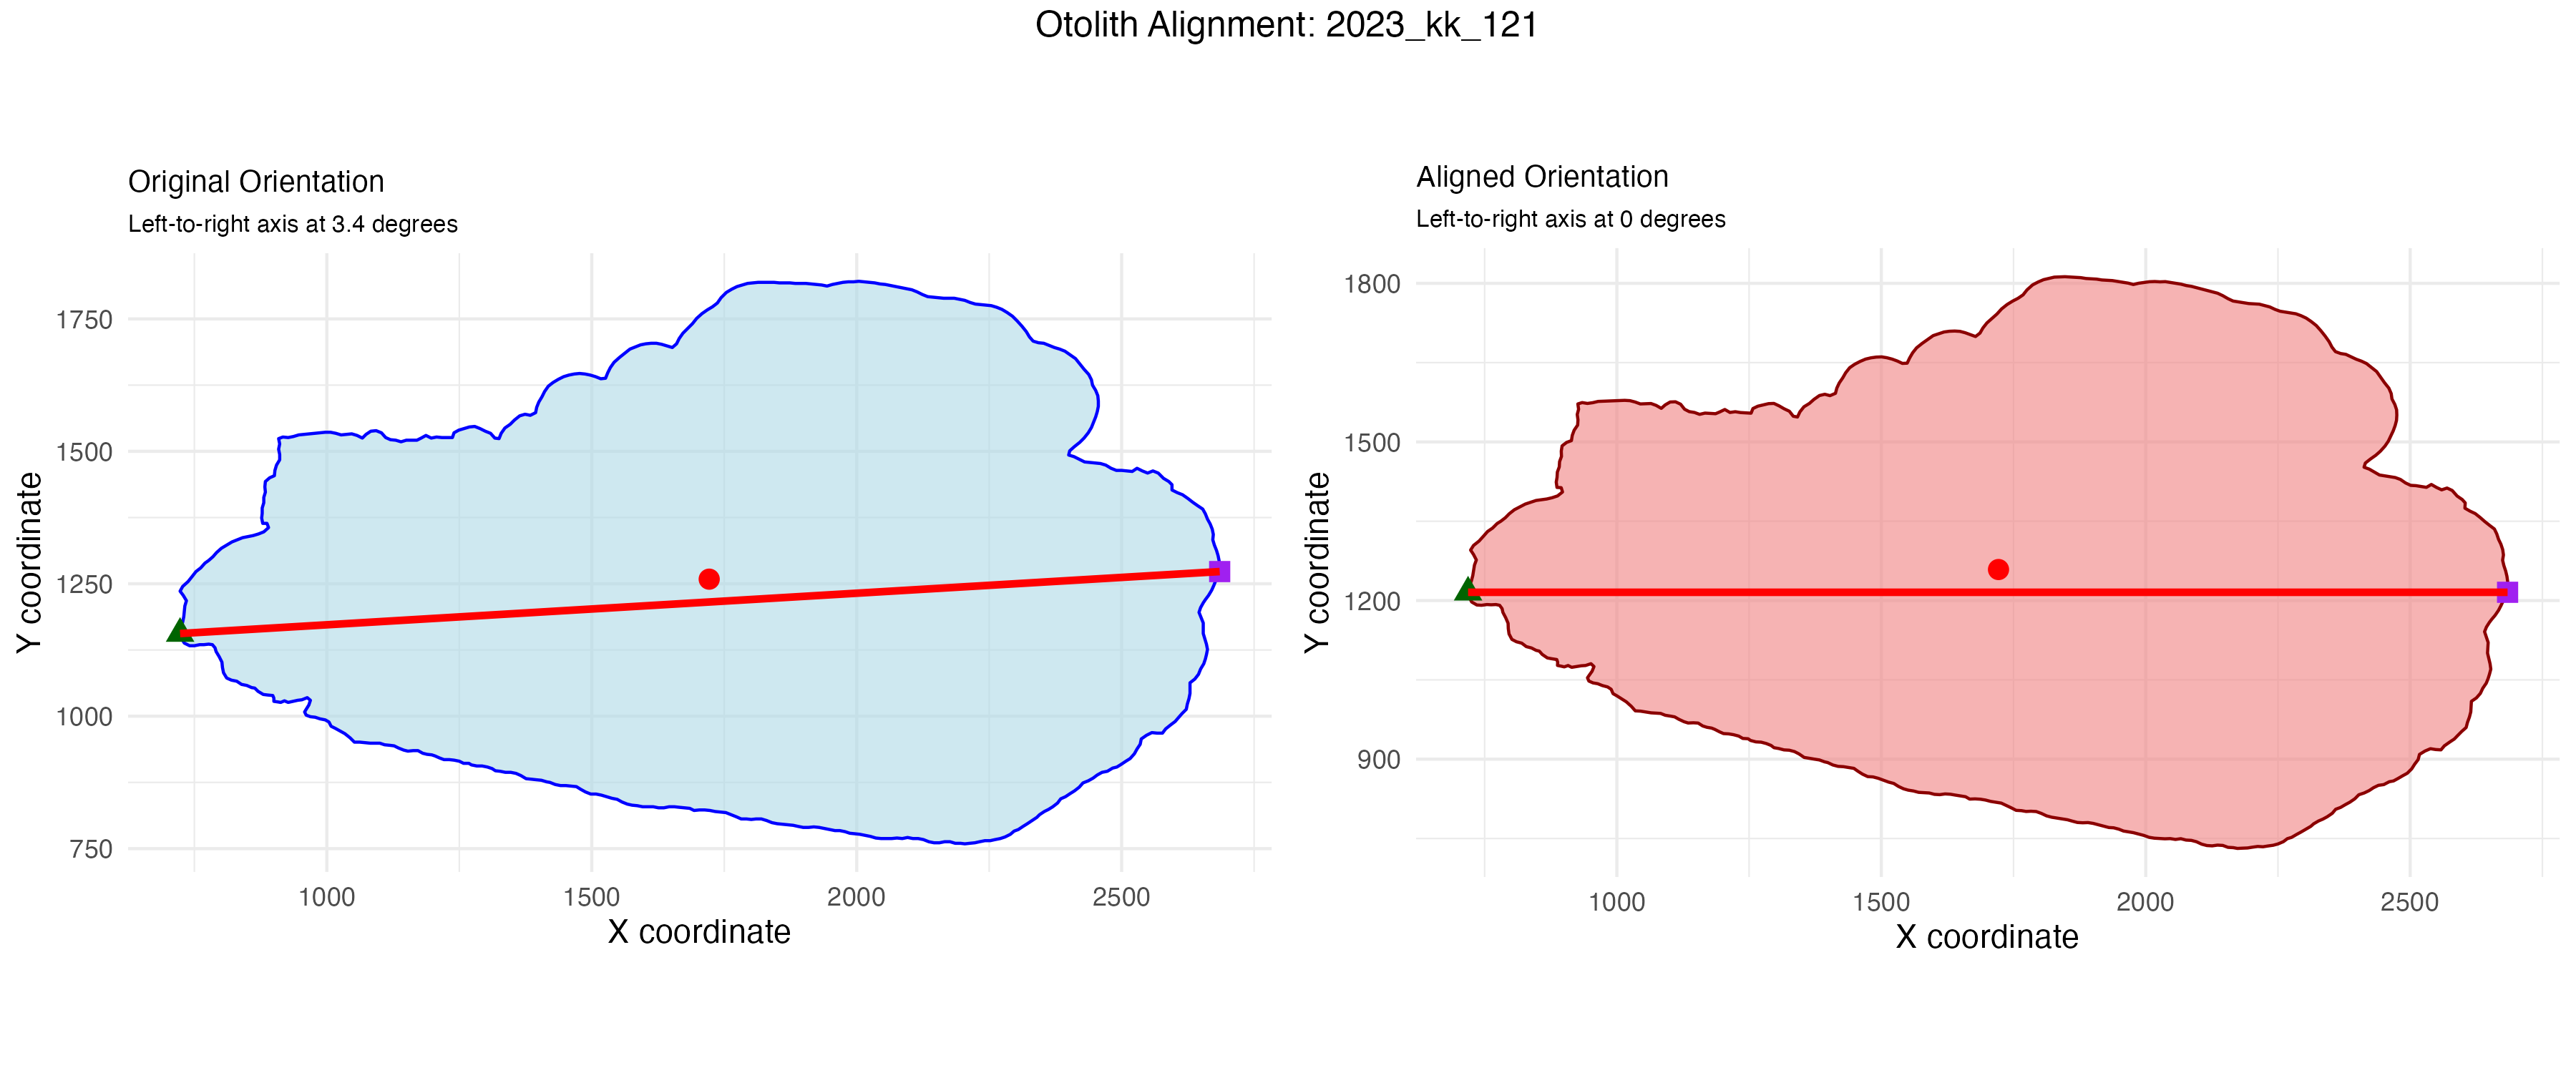 Otolith Alignment: 2023_kk_121
Original Orientation
Left-to-right axis at 3.4 degrees
1750
1500
1250
1000
750
Y coordinate
1000 1500 2000 2500
X coordinate
Aligned Orientation
Left-to-right axis at 0 degrees
1800
1500
1200
900
Y coordinate
1000 1500 2000 2500
X coordinate